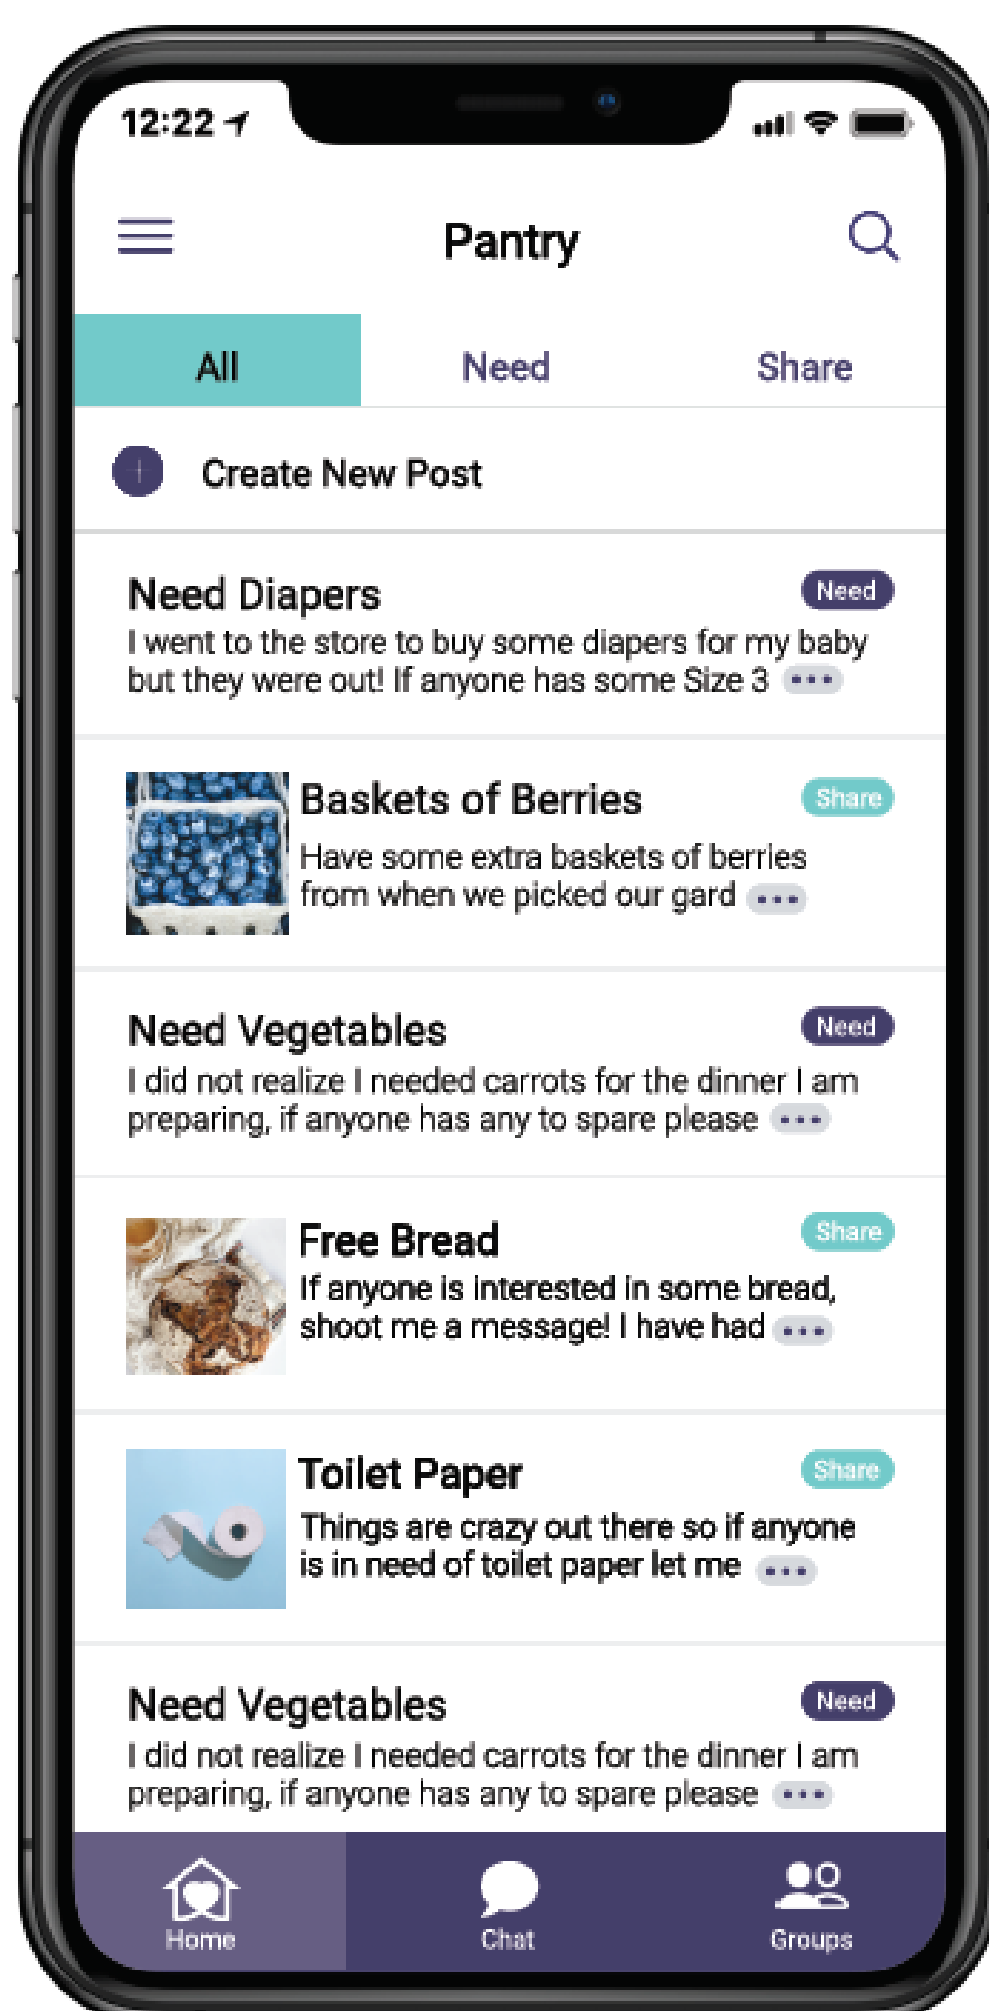 12:22
Pantry
All Need Share
Create New Post
Need Diapers Need
I went to the store to buy some diapers for my baby
but they were out! If anyone has some Size 3 •••
Baskets of Berries Share
Have some extra baskets of berries
from when we picked our gard •••
Need Vegetables Need
I did not realize I needed carrots for the dinner I am
preparing, if anyone has any to spare please •••
Free Bread Share
If anyone is interested in some bread,
shoot me a message! I have had •••
Toilet Paper Share
Things are crazy out there so if anyone
is in need of toilet paper let me •••
Need Vegetables Need
I did not realize I needed carrots for the dinner I am
preparing, if anyone has any to spare please •••
Home Chat Groups